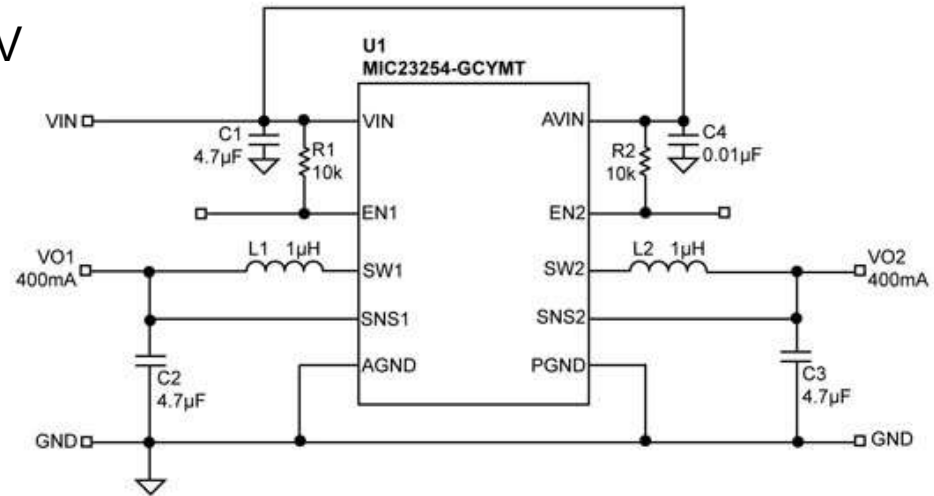 V
U1
MIC23254-GCYMT
VIN
VIN
AVIN
C1
4.7µF
R1
10k
R2
10k
C4
0.01µF
EN1
EN2
VO1
400mA
L1 1µH
SW1
SW2
L2 1µH
VO2
400mA
SNS1
SNS2
AGND
PGND
C2
4.7µF
C3
4.7µF
GND
GND